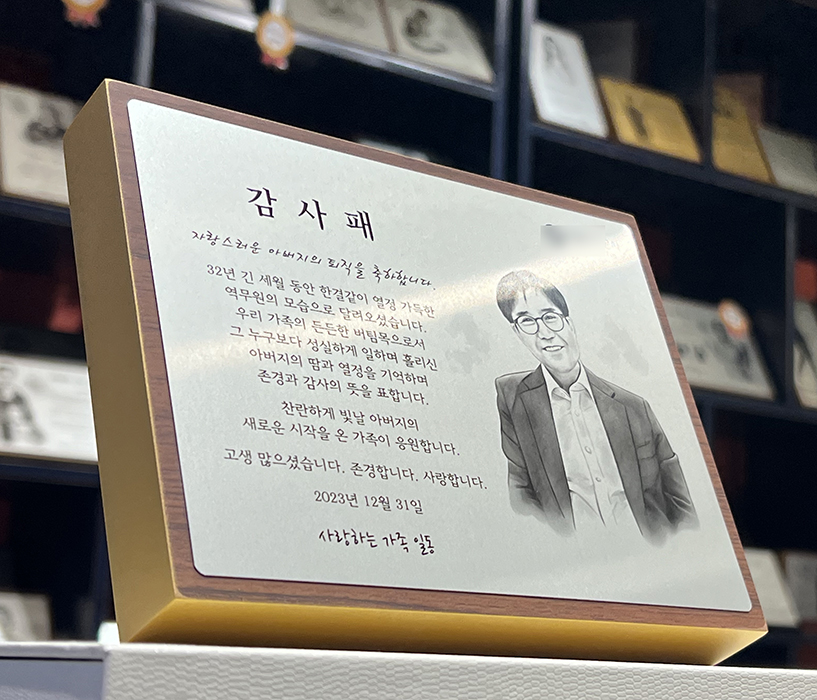 감사패
자랑스러운 아버지의 퇴직을 축하합니다.
32년 긴 세월 동안 한결같이 열정 가득한
역무원의 모습으로 달려오셨습니다.
우리 가족의 든든한 버팀목으로서
그 누구보다 성실하게 일하며 흘리신
아버지의 땀과 열정을 기억하며
존경과 감사의 뜻을 표합니다.
찬란하게 빛날 아버지의
새로운 시작을 온 가족이 응원합니다.
고생 많으셨습니다. 존경합니다. 사랑합니다.
2023년 12월 31일
사랑하는 가족 일동